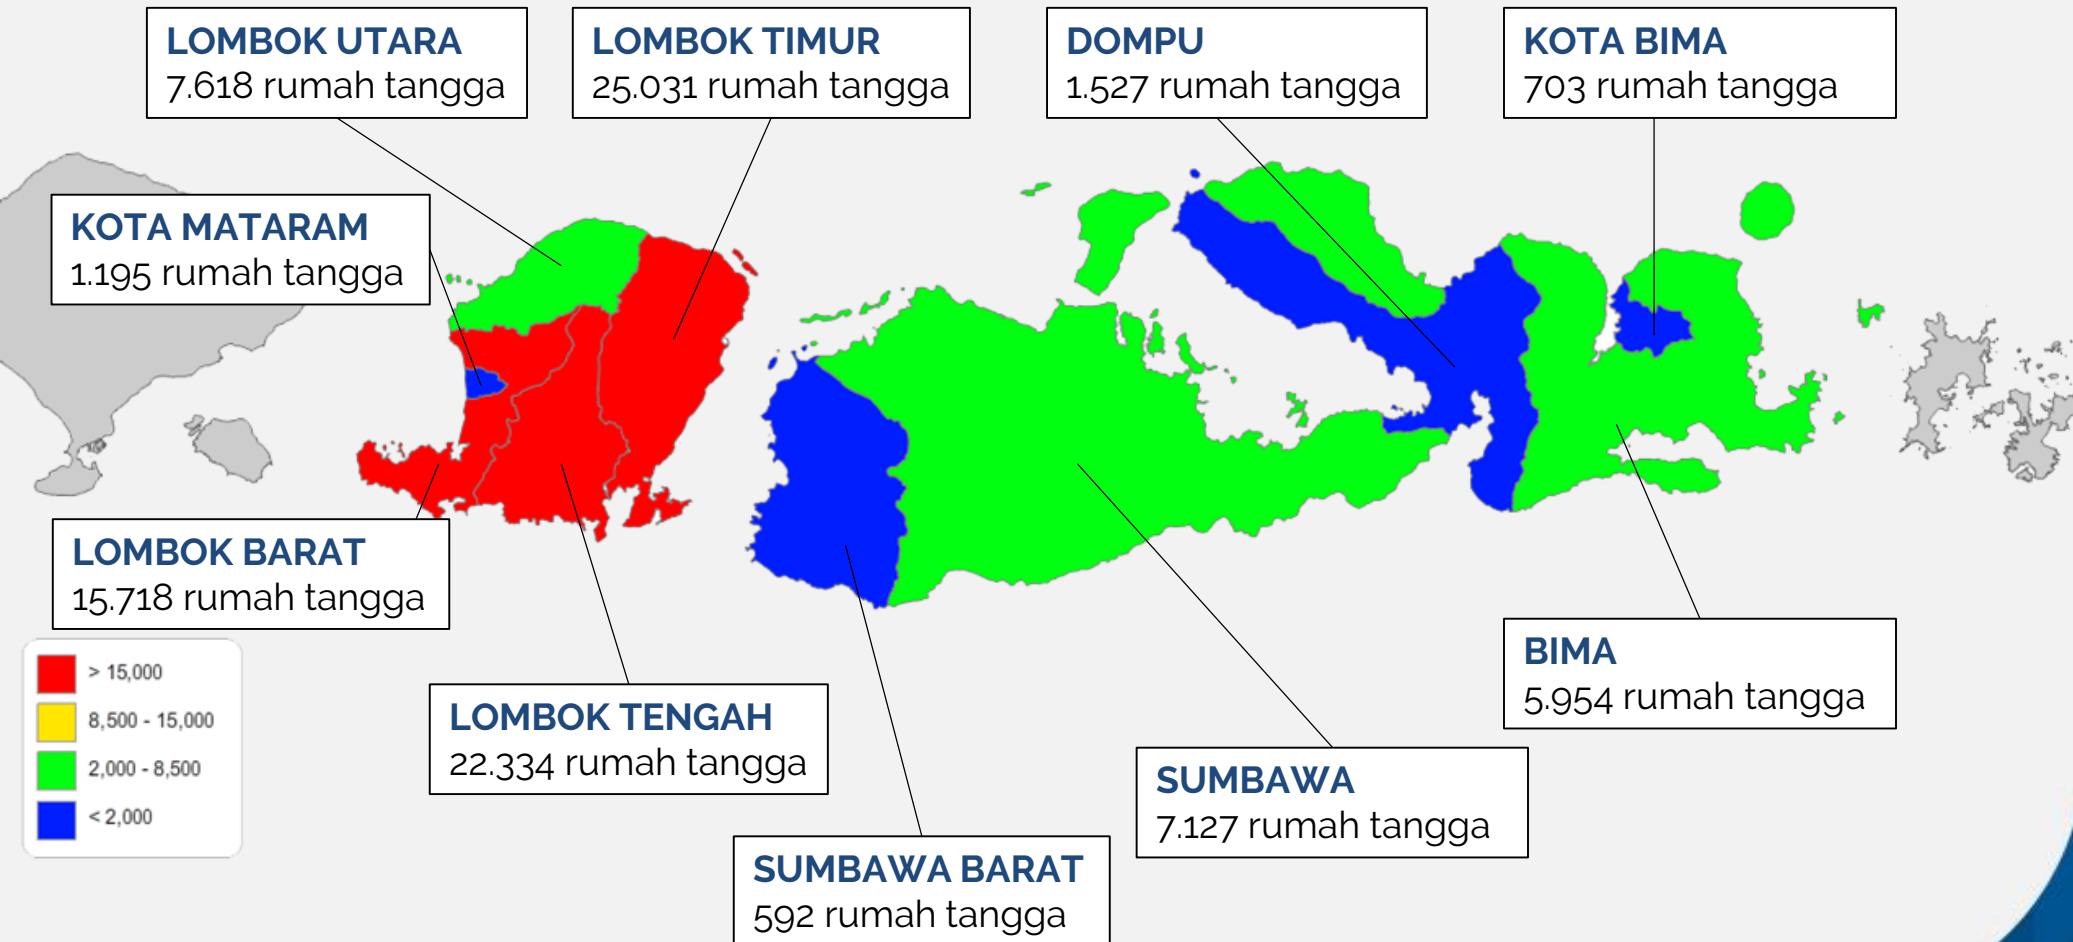 LOMBOK UTARA
7.618 rumah tangga
LOMBOK TIMUR
25.031 rumah tangga
DOMPU
1.527 rumah tangga
KOTA BIMA
703 rumah tangga
KOTA MATARAM
1.195 rumah tangga
LOMBOK BARAT
15.718 rumah tangga
> 15,000
8,500 - 15,000
2,000 - 8,500
< 2,000
LOMBOK TENGAH
22.334 rumah tangga
SUMBAWA BARAT
592 rumah tangga
SUMBAWA
7.127 rumah tangga
BIMA
5.954 rumah tangga